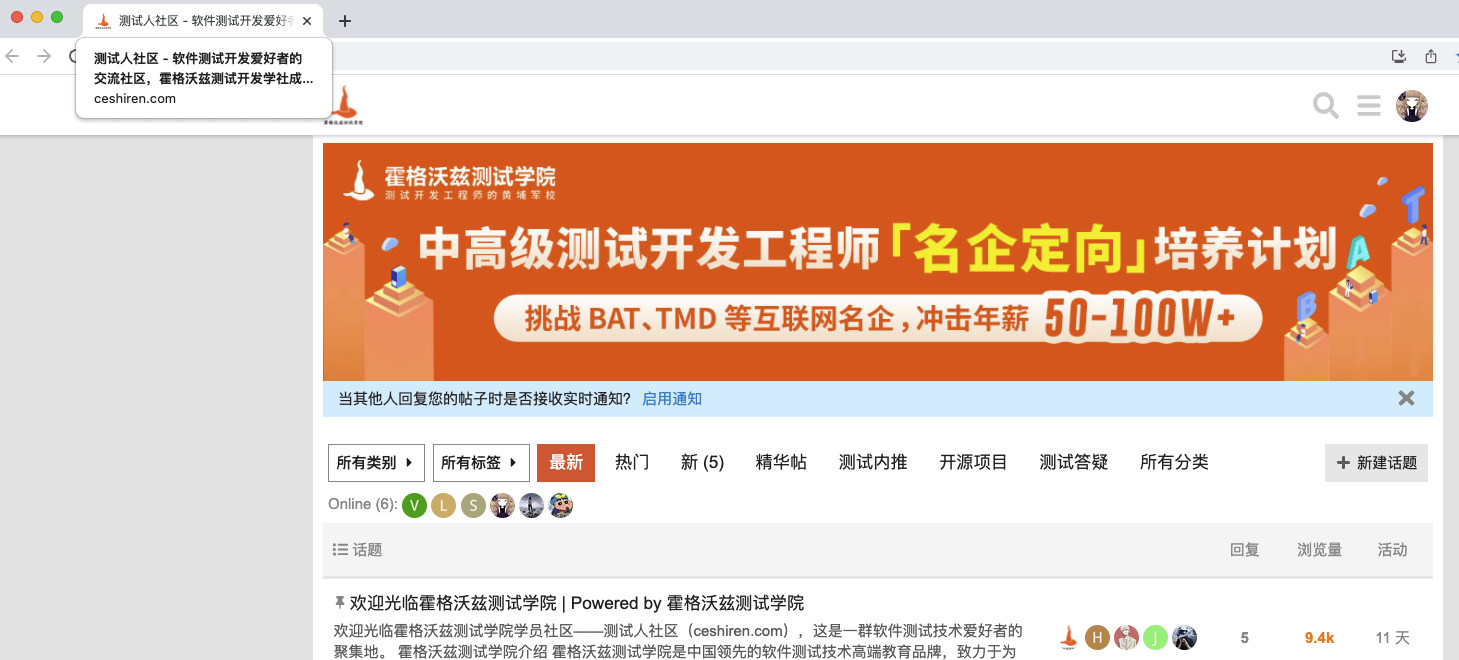 测试人社区 - 软件测试开发爱好者
测试人社区 - 软件测试开发爱好者的
交流社区，霍格沃兹测试开发学社成...
ceshiren.com
霍格沃兹测试学院
霍格沃兹测试学院
测试开发工程师的黄埔军校
中高级测试开发工程师「名企定向」培养计划
挑战 BAT、TMD 等互联网名企，冲击年薪 50-100W+
B A T
当其他人回复您的帖子时是否接收实时通知？ 启用通知
所有类别 所有标签 最新 热门 新 (5) 精华帖 测试内推 开源项目 测试答疑 所有分类 新建话题
Online (6): V L S
话题 回复 浏览量 活动
欢迎光临霍格沃兹测试学院 | Powered by 霍格沃兹测试学院
欢迎光临霍格沃兹测试学院学员社区——测试人社区（ceshiren.com），这是一群软件测试技术爱好者的
H J 5 9.4k 11 天
聚集地。 霍格沃兹测试学院介绍 霍格沃兹测试学院是中国领先的软件测试技术高端教育品牌，致力于为